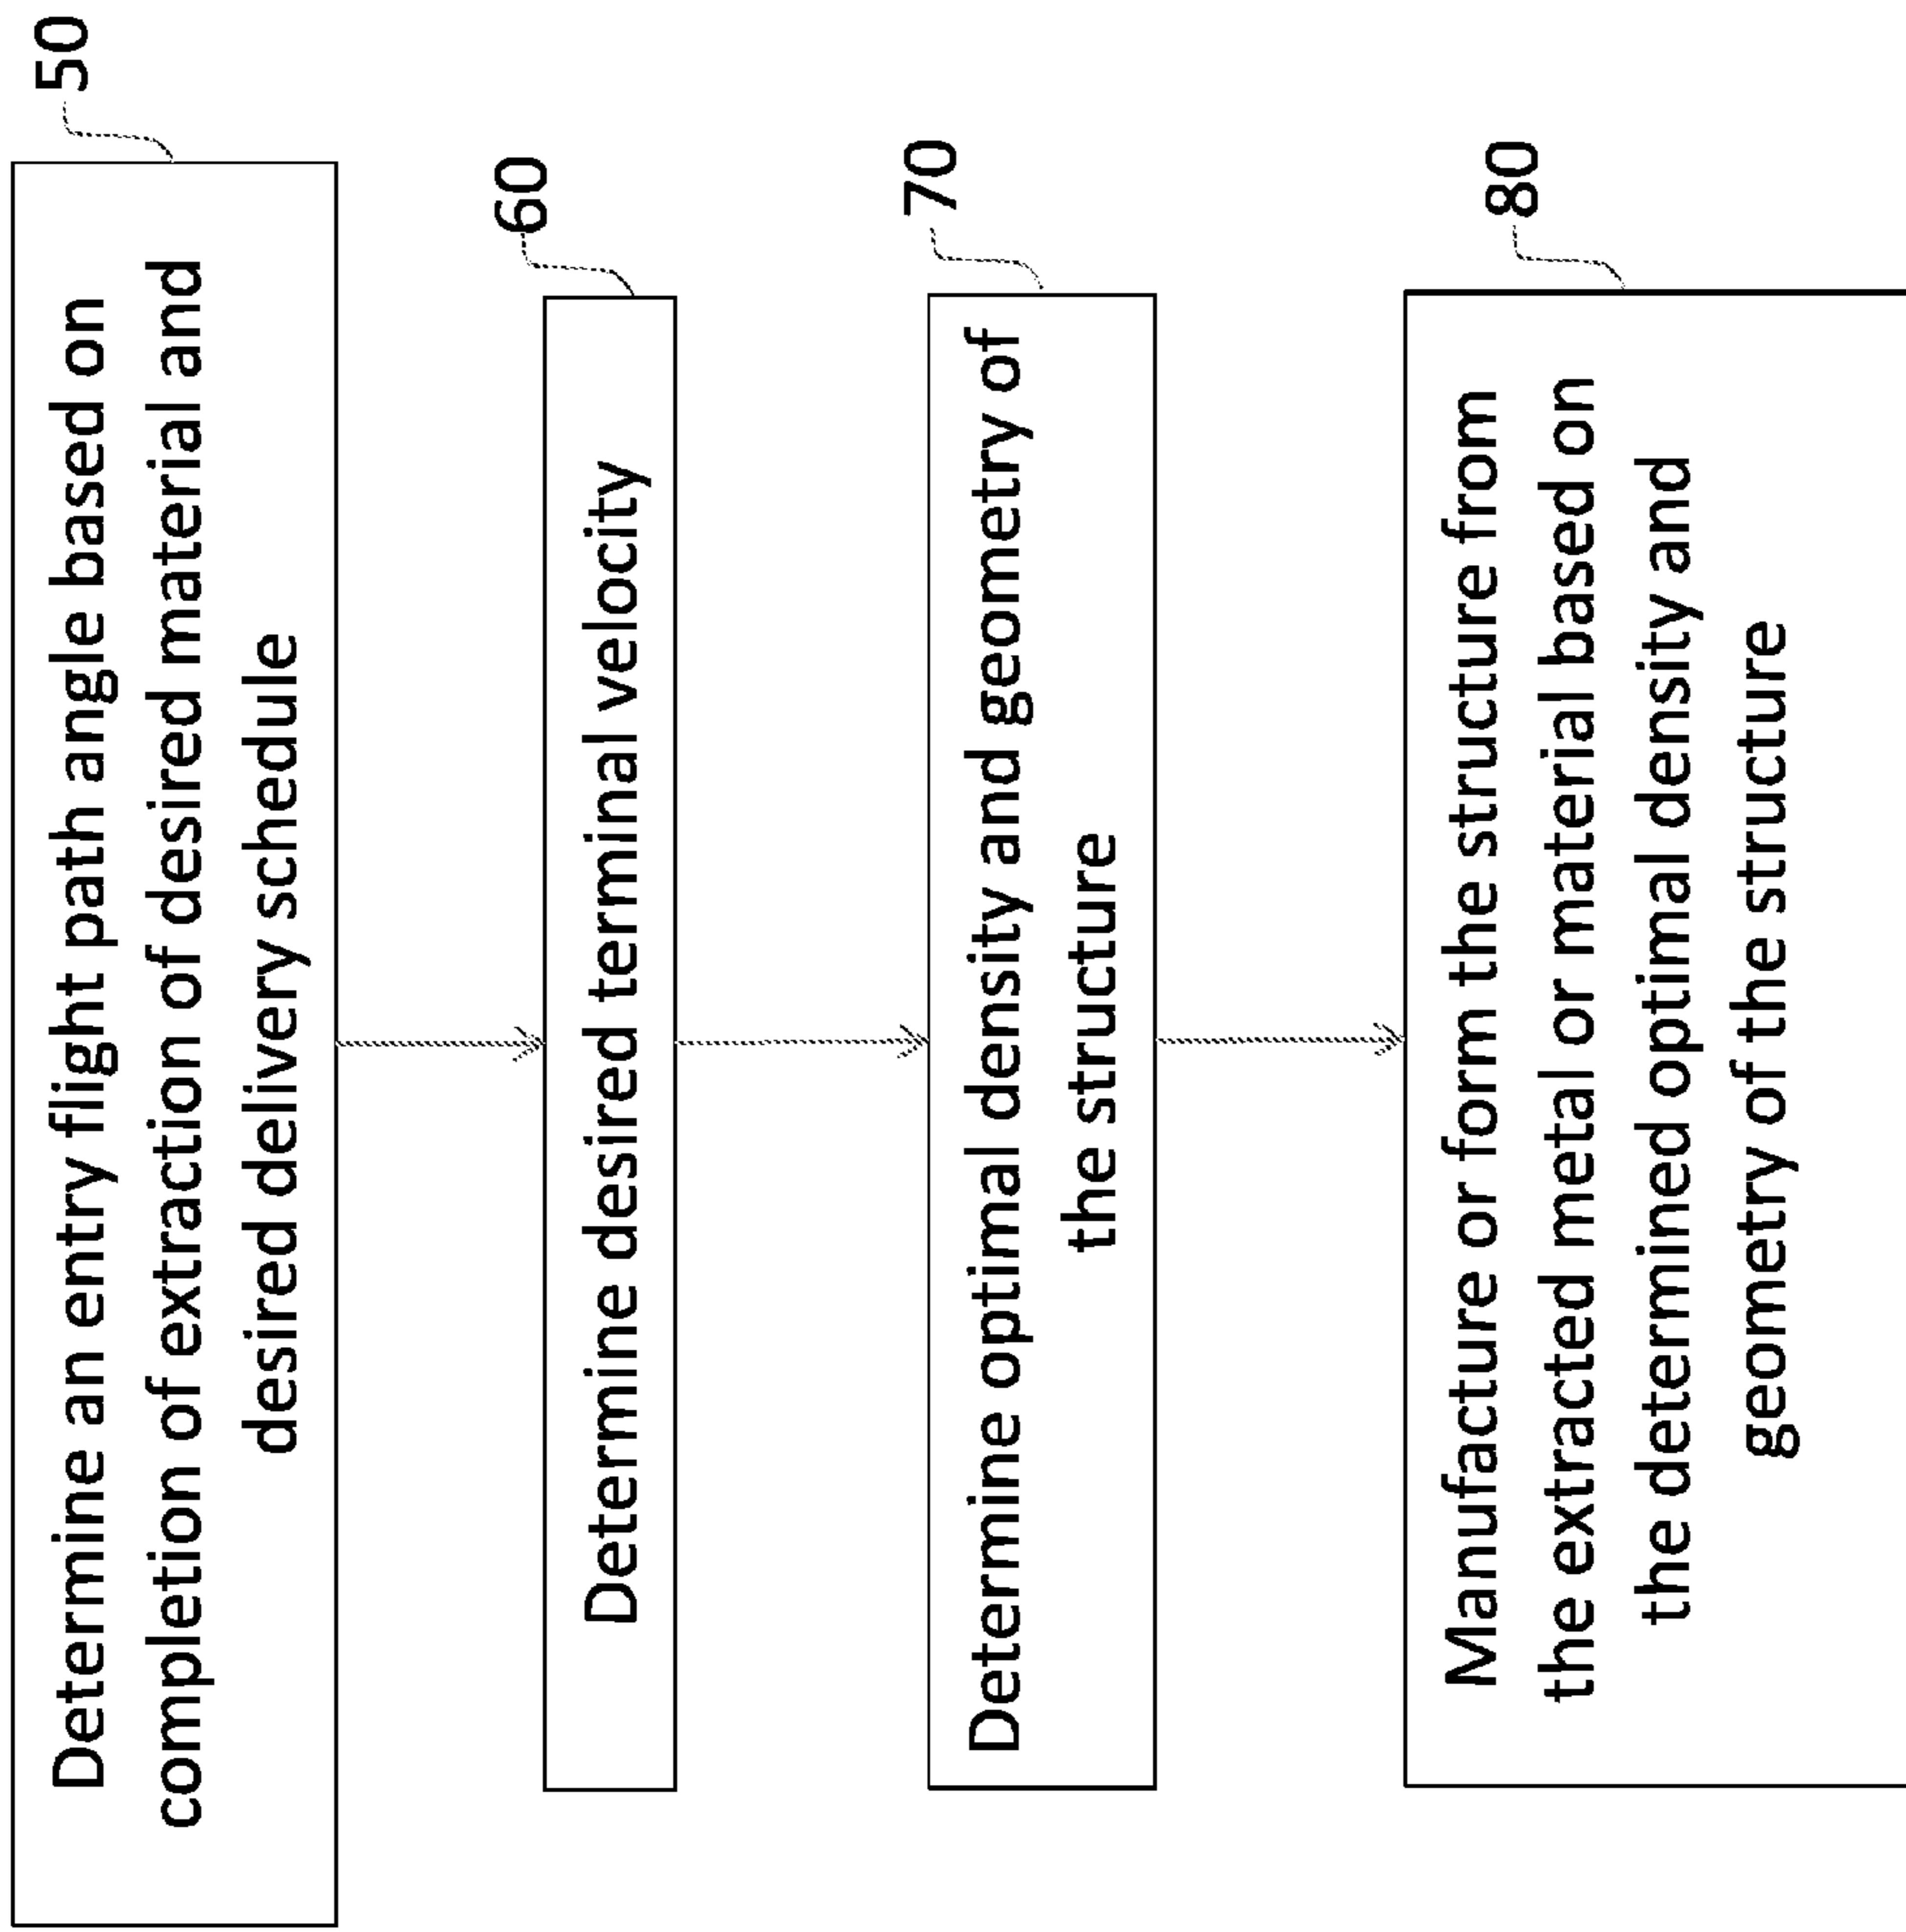 Determine an entry flight path angle based on
completion of extraction of desired material and
desired delivery schedule
50
Determine desired terminal velocity
60
Determine optimal density and geometry of
the structure
70
Manufacture or form the structure from
the extracted metal or material based on
the determined optimal density and
geometry of the structure
80